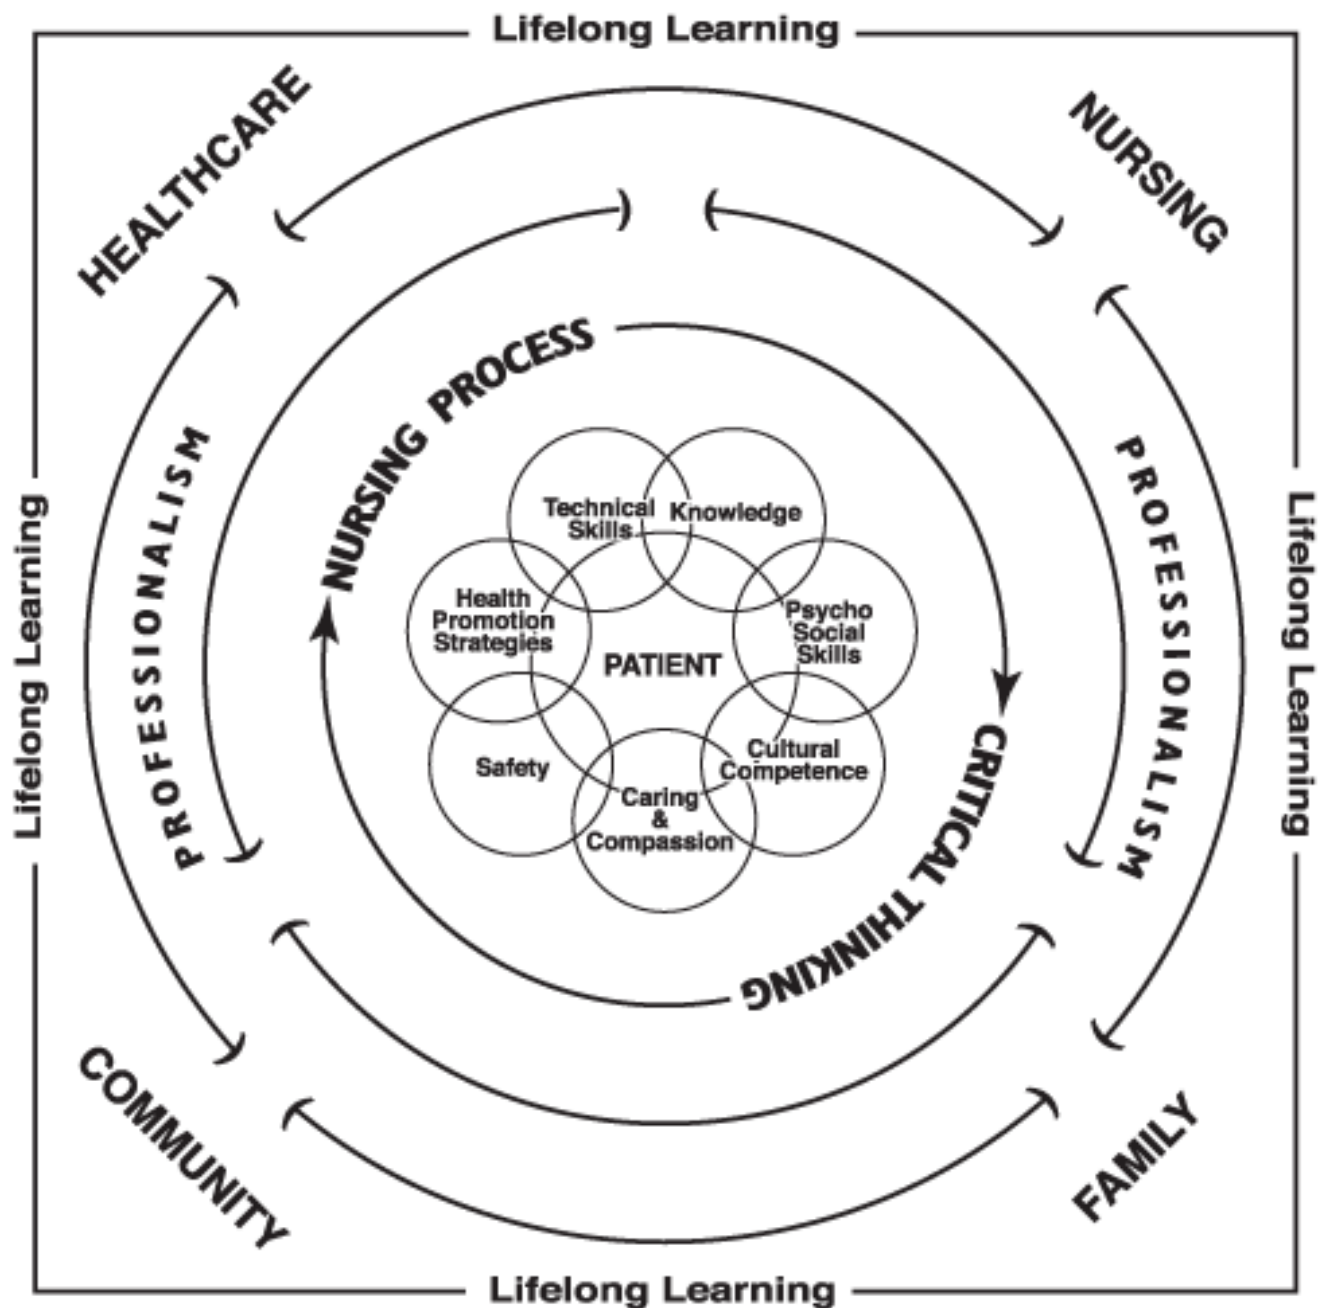 Lifelong Learning
HEALTHCARE
NURSING
NURSING PROCESS
Technical
Skills
Knowledge
Health
Promotion
Strategies
Psycho
Social
Skills
PATIENT
Safety
Cultural
Competence
Caring
&
Compassion
CRITICAL THINKING
PROFESSIONALISM
PROFESSIONALISM
Lifelong Learning
Lifelong Learning
COMMUNITY
FAMILY
Lifelong Learning